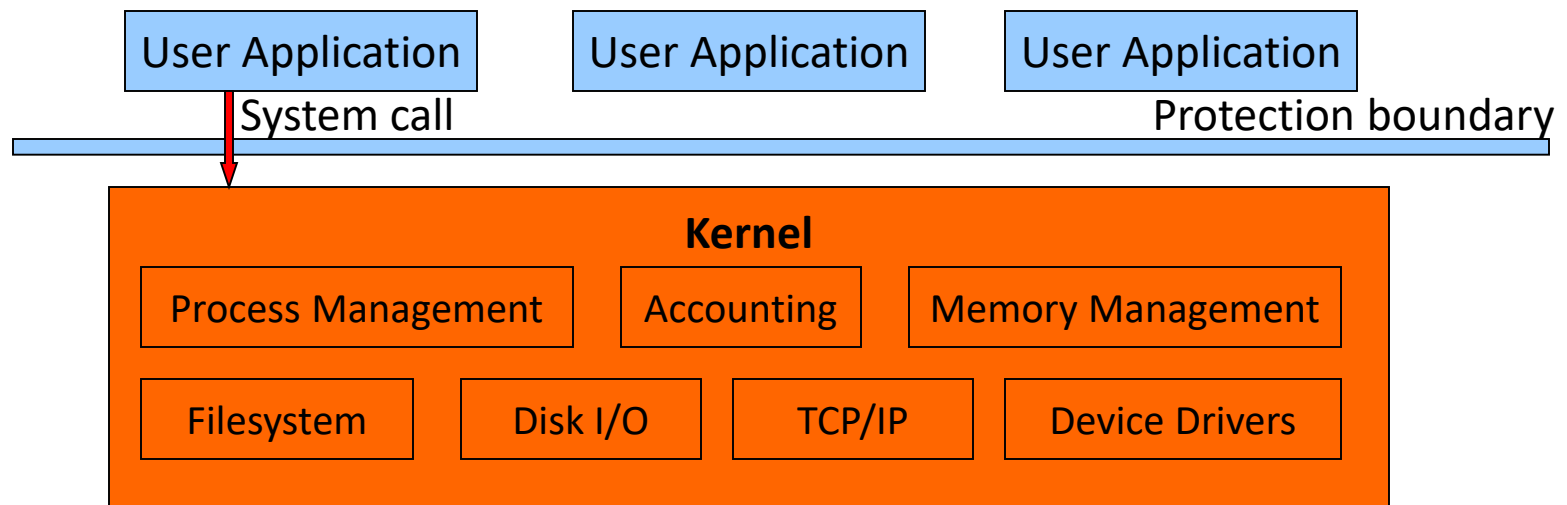 User Application User Application User Application
System call Protection boundary
Kernel
Process Management Accounting Memory Management
Filesystem Disk I/O TCP/IP Device Drivers